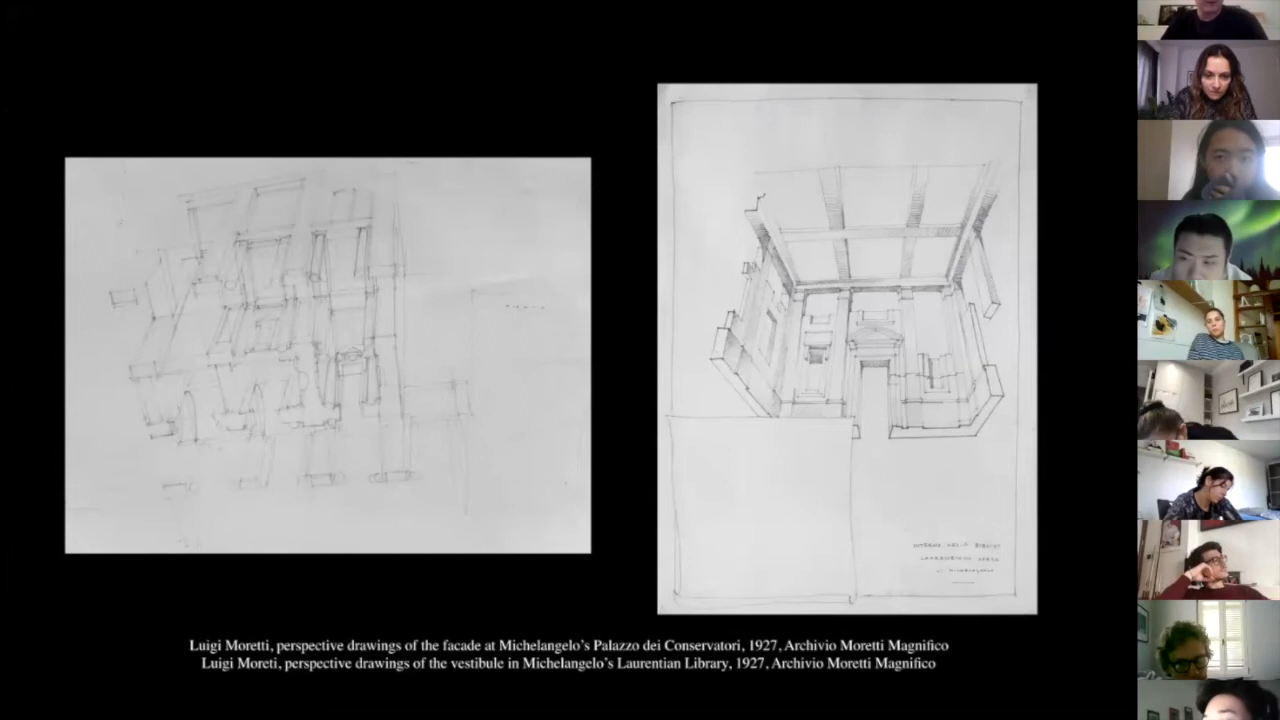 Luigi Moretti, perspective drawings of the facade at Michelangelo's Palazzo dei Conservatori, 1927, Archivio Moretti Magnifico
Luigi Moreti, perspective drawings of the vestibule in Michelangelo's Laurentian Library, 1927, Archivio Moretti Magnifico